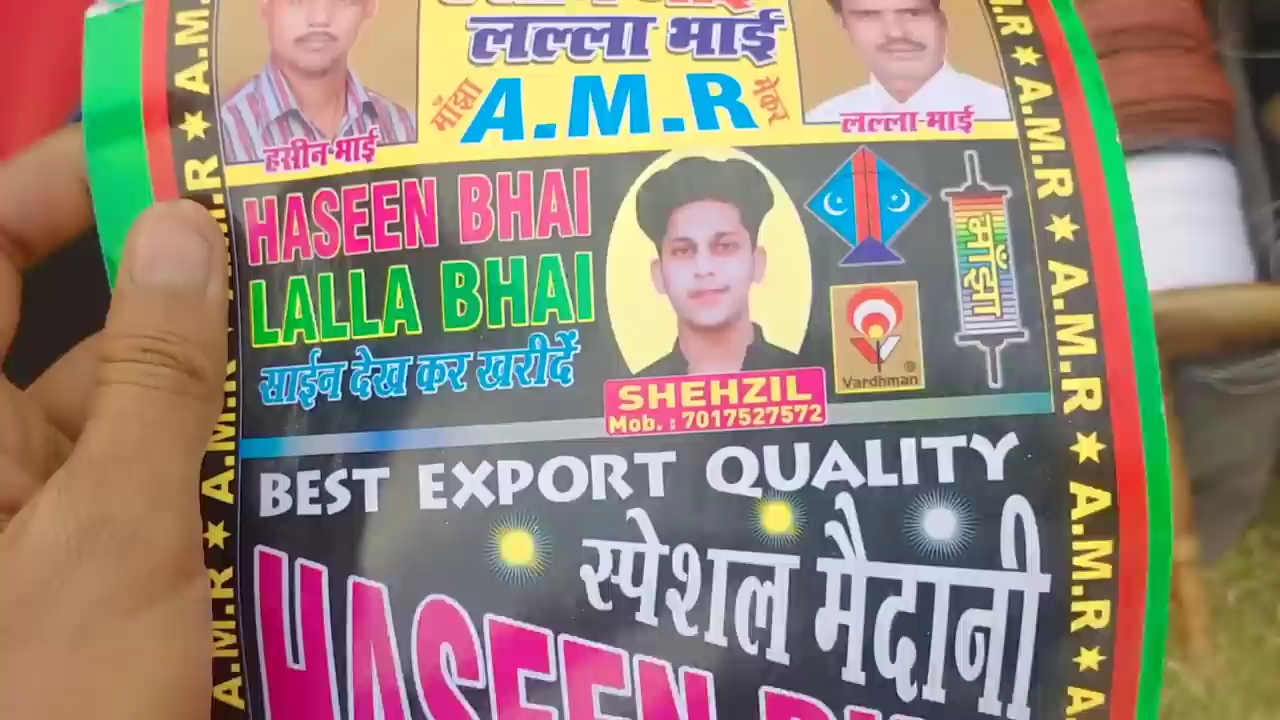 लल्ला भाई
माँझा A.M.R मेकर
हसीन भाई
लल्ला भाई
HASEEN BHAI
LALLA BHAI
साईन देख कर खरीदें
SHEHZIL
Mob. : 7017527572
माँझा
Vardhman
BEST EXPORT QUALITY
स्पेशल मैदानी
HASEEN
A.M.R ★ A.M.R ★ A.M.R ★ A.M.R
A.M.R ★ A.M.R ★ A.M.R ★ A.M.R